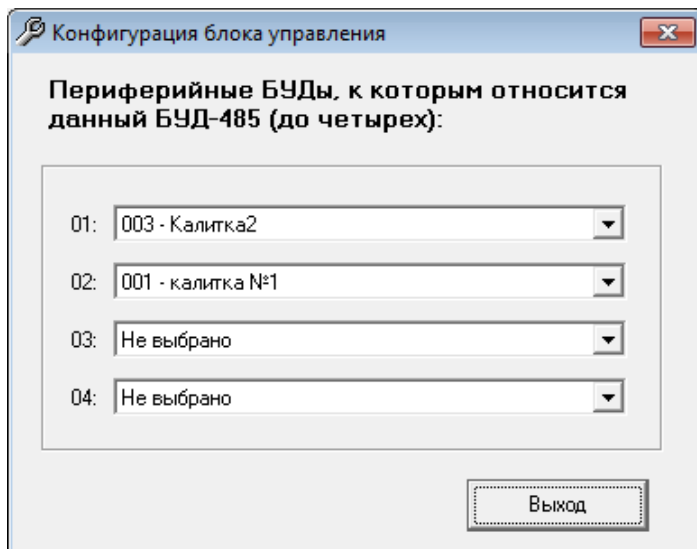 Конфигурация блока управления
Периферийные БУДы, к которым относится
данный БУД-485 (до четырех):
01: 003 - Калитка2
02: 001 - калитка №1
03: Не выбрано
04: Не выбрано
Выход